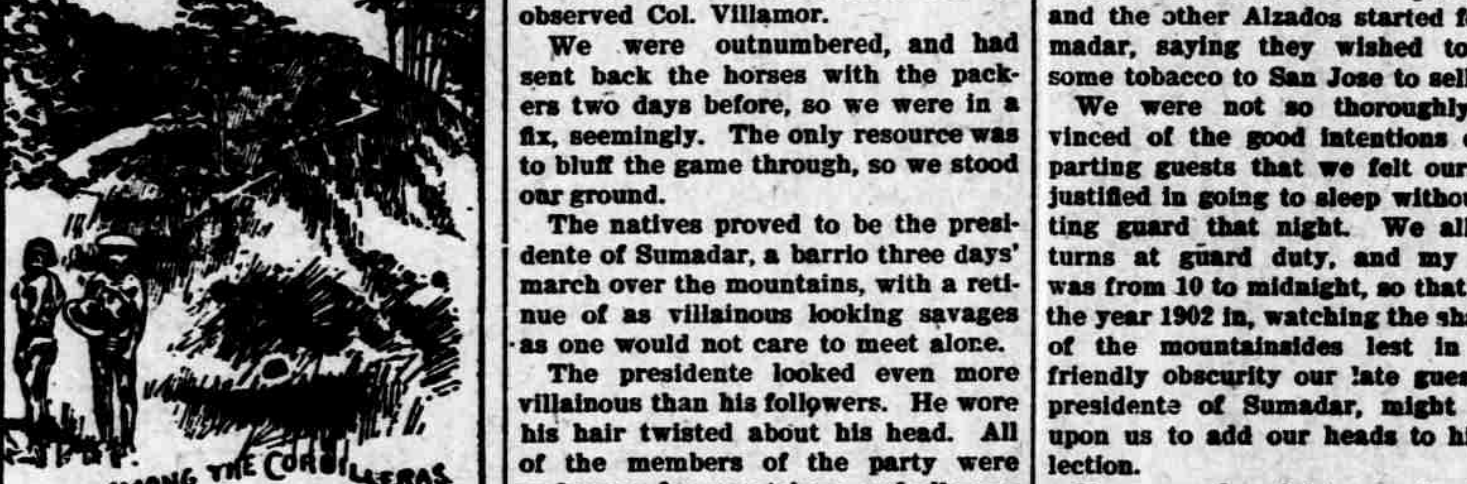 AMONG THE CORDILLERAS
observed Col. Villamor.
We were outnumbered, and had
sent back the horses with the pack-
ers two days before, so we were in a
fix, seemingly. The only resource was
to bluff the game through, so we stood
our ground.
The natives proved to be the presi-
dente of Sumadar, a barrio three days'
march over the mountains, with a reti-
nue of as villainous looking savages
as one would not care to meet alone.
The presidente looked even more
villainous than his followers. He wore
his hair twisted about his head. All
of the members of the party were
and the other Alzados started
madar, saying they wished to
some tobacco to San Jose to sell
We were not so thoroughly
vinced of the good intentions
parting guests that we felt our
justified in going to sleep withou
ting guard that night. We all
turns at guard duty, and my
was from 10 to midnight, so that
the year 1902 in, watching the sha
of the mountainsides lest in
friendly obscurity our late gues
presidente of Sumadar, might
upon us to add our heads to hi
lection.